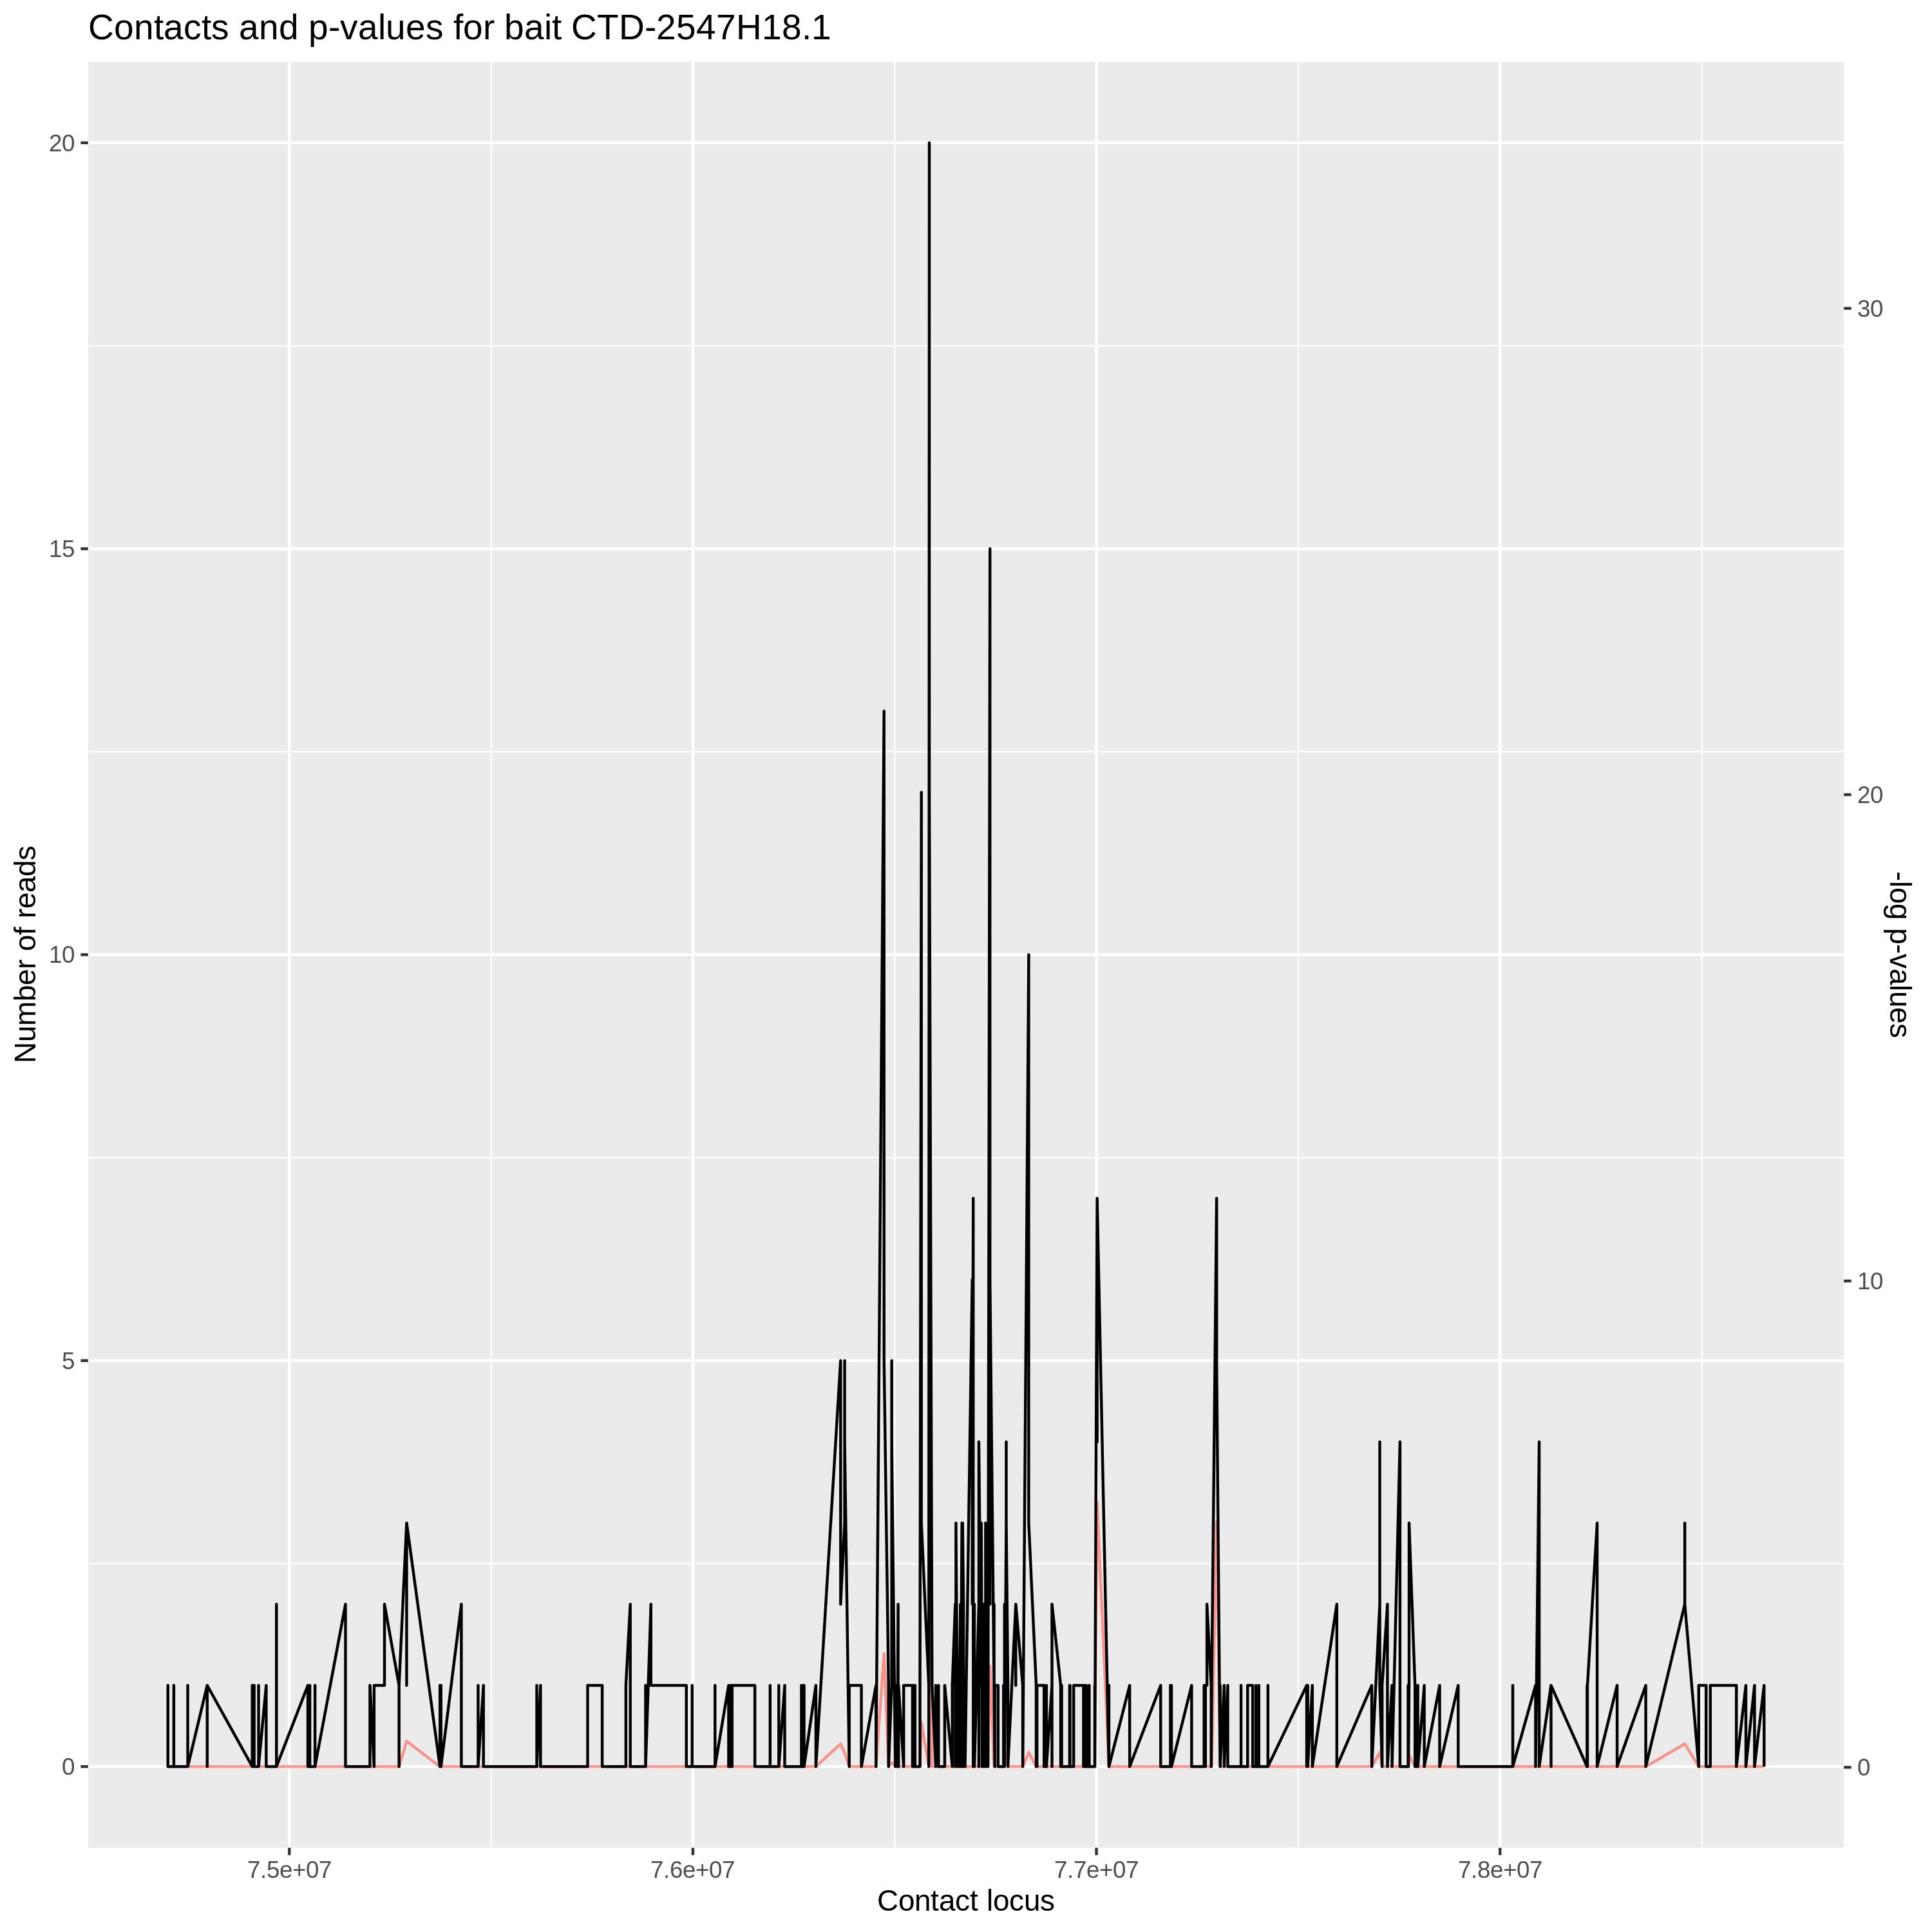 Contacts and p-values for bait CTD-2547H18.1
20
15
10
5
0
Number of reads
30
20
10
0
-log p-values
7.5e+07
7.6e+07
7.7e+07
7.8e+07
Contact locus